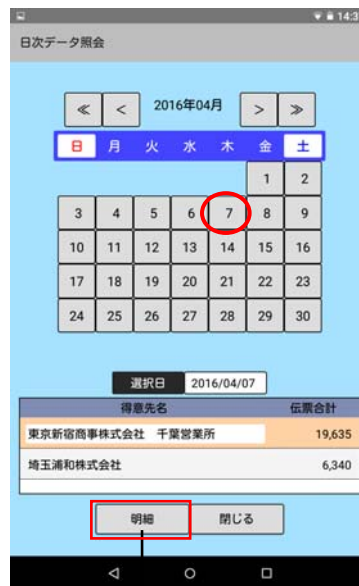 14:3
日次データ照会
≪ < 2016年04月 > ≫
日 月 火 水 木 金 土
1 2
3 4 5 6 7 8 9
10 11 12 13 14 15 16
17 18 19 20 21 22 23
24 25 26 27 28 29 30
選択日 2016/04/07
得意先名 伝票合計
東京新宿商事株式会社 千葉営業所 19,635
埼玉浦和株式会社 6,340
明細 閉じる